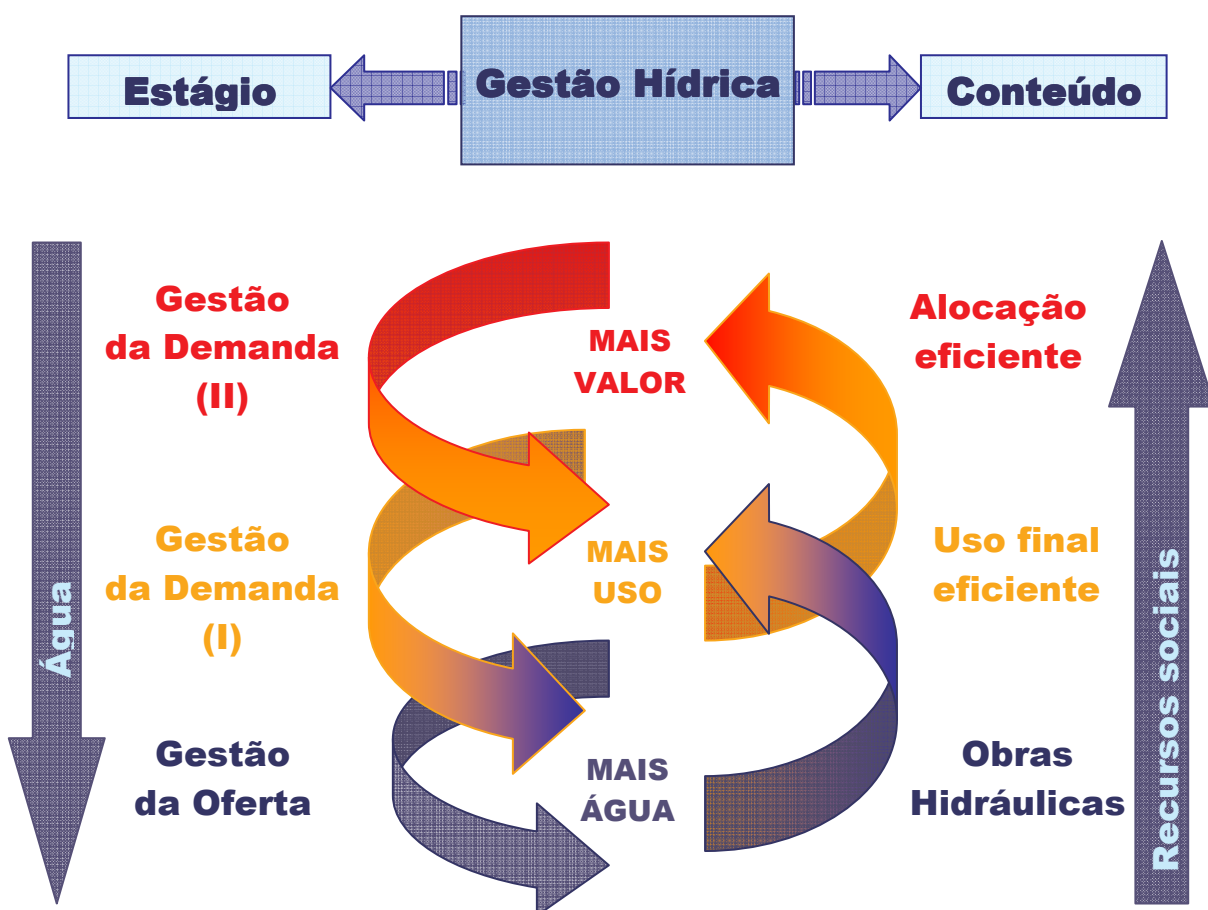 Estágio
Gestão Hídrica
Conteúdo
Gestão
da Demanda
(II)
MAIS
VALOR
Alocação
eficiente
Gestão
da Demanda
(I)
MAIS
USO
Uso final
eficiente
Gestão
da Oferta
MAIS
ÁGUA
Obras
Hidráulicas
Água
Recursos sociais